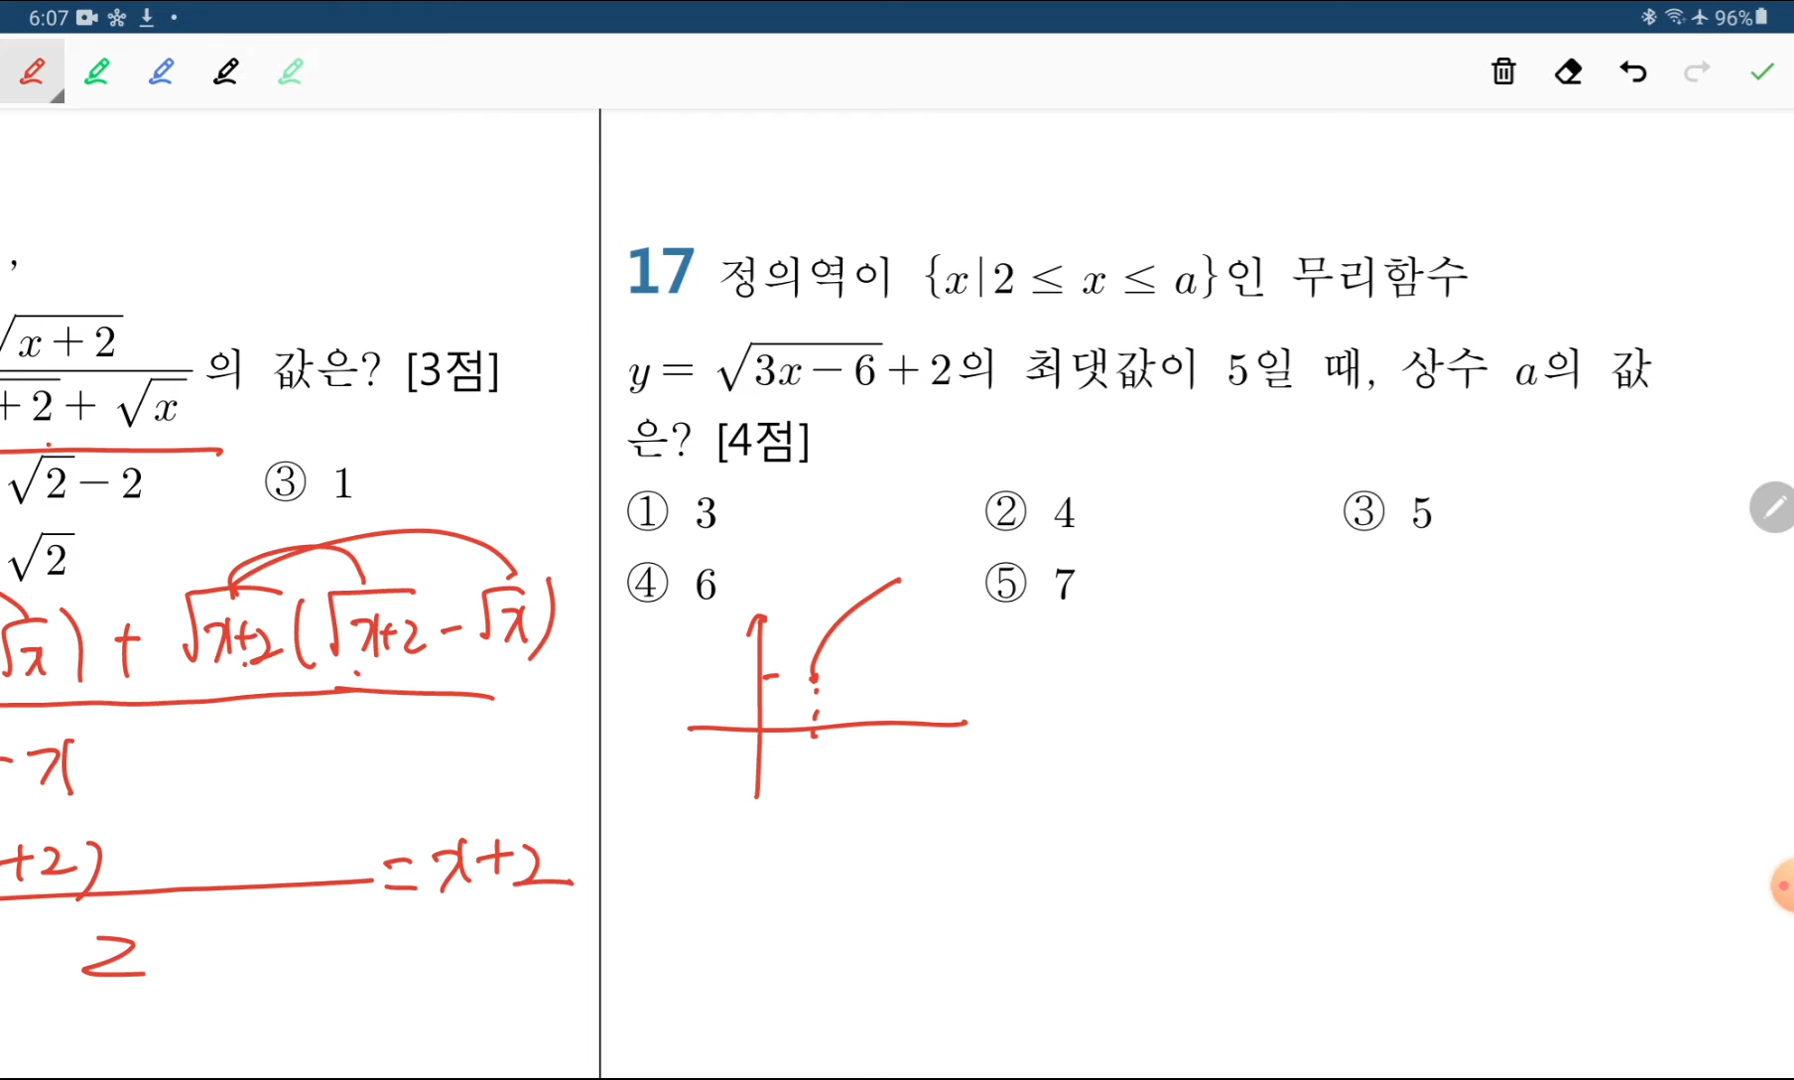 6:07
96%
,
√x+2
+2+√x
의 값은? [3점]
√2-2
③ 1
√2
√x) + √x+2(√x+2-√x)
-x
+2)
=x+2
2
17 정의역이 {x|2 ≤ x ≤ a}인 무리함수
y=√3x-6+2의 최댓값이 5일 때, 상수 a의 값
은? [4점]
① 3
② 4
③ 5
④ 6
⑤ 7